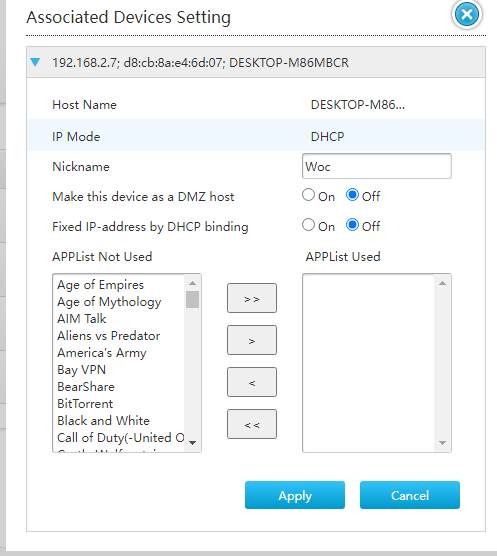 Associated Devices Setting
192.168.2.7; d8:cb:8a:e4:6d:07; DESKTOP-M86MBCR
Host Name DESKTOP-M86...
IP Mode DHCP
Nickname Woc
Make this device as a DMZ host On Off
Fixed IP-address by DHCP binding On Off
APPList Not Used APPList Used
Age of Empires
Age of Mythology
AIM Talk
Aliens vs Predator
America's Army
Bay VPN
BearShare
BitTorrent
Black and White
Call of Duty(-United O
>>
>
<
<<
Apply Cancel